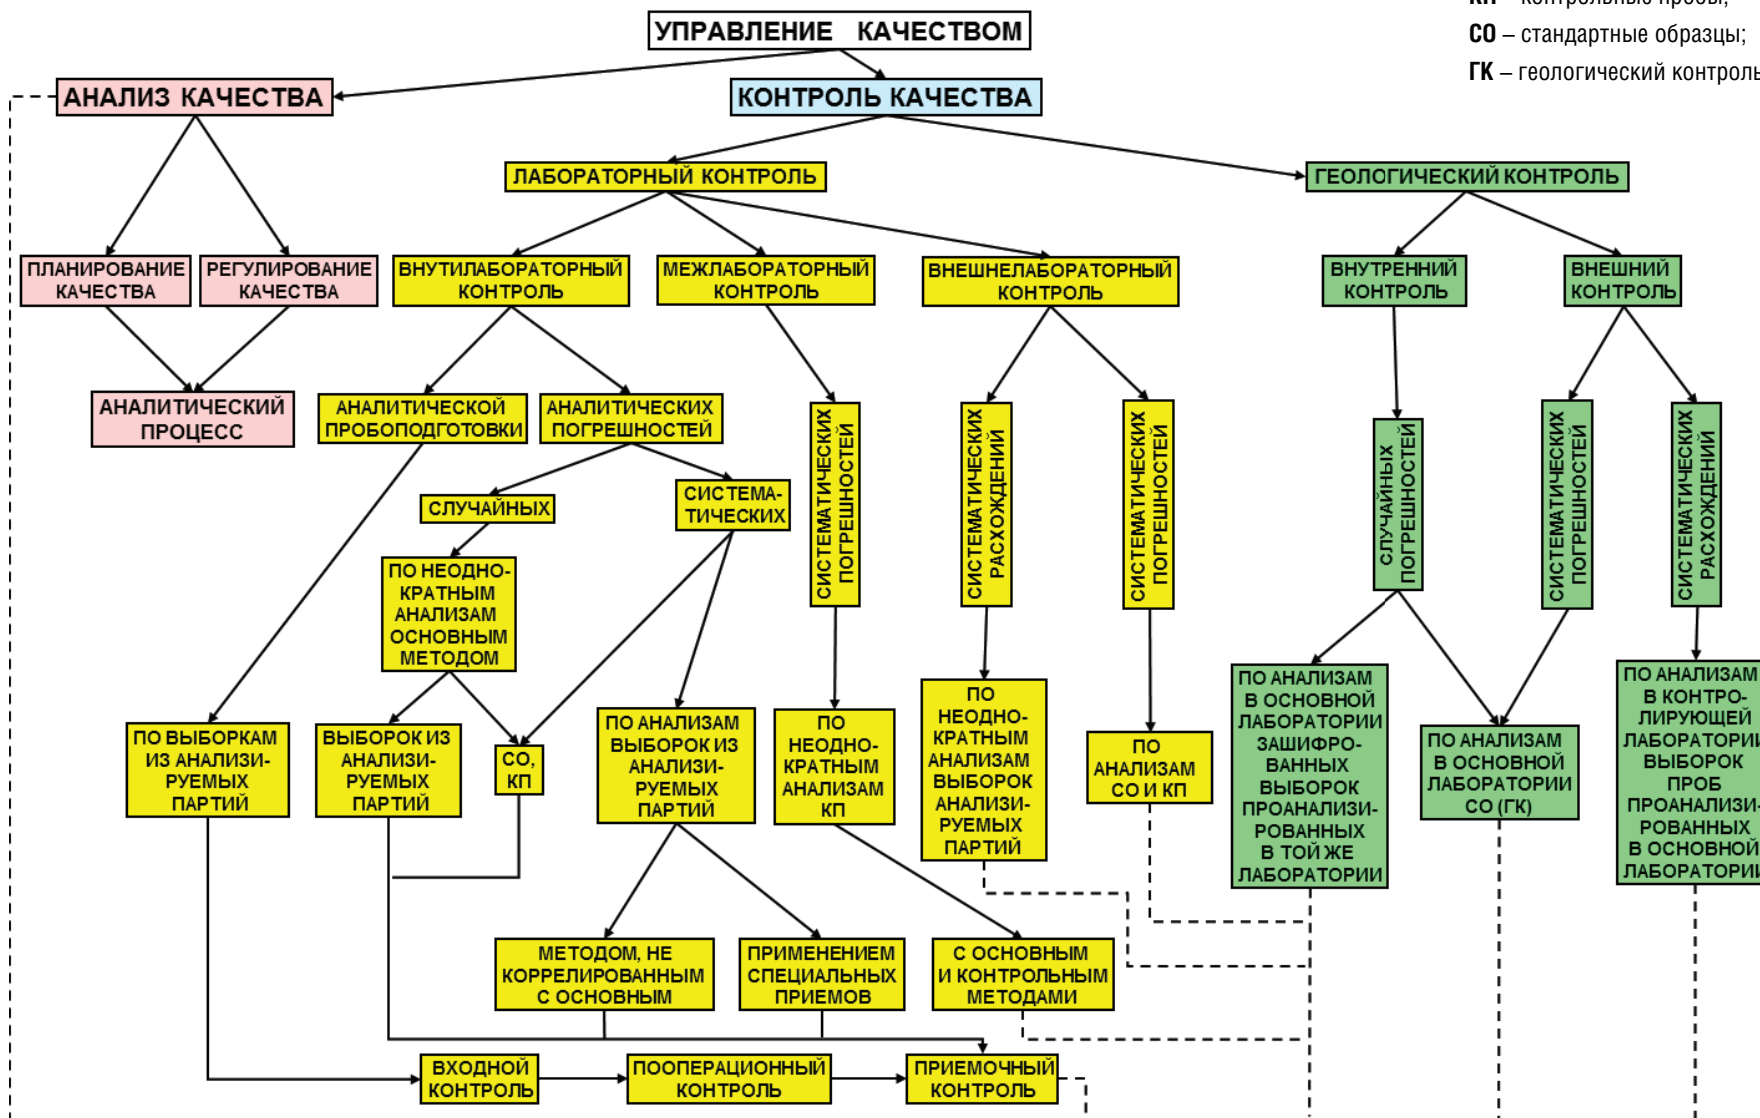 КП – контрольные пробы;
СО – стандартные образцы;
ГК – геологический контроль
УПРАВЛЕНИЕ КАЧЕСТВОМ
АНАЛИЗ КАЧЕСТВА
КОНТРОЛЬ КАЧЕСТВА
ЛАБОРАТОРНЫЙ КОНТРОЛЬ
ГЕОЛОГИЧЕСКИЙ КОНТРОЛЬ
ПЛАНИРОВАНИЕ
КАЧЕСТВА
РЕГУЛИРОВАНИЕ
КАЧЕСТВА
ВНУТИЛАБОРАТОРНЫЙ
КОНТРОЛЬ
МЕЖЛАБОРАТОРНЫЙ
КОНТРОЛЬ
ВНЕШНЕЛАБОРАТОРНЫЙ
КОНТРОЛЬ
ВНУТРЕННИЙ
КОНТРОЛЬ
ВНЕШНИЙ
КОНТРОЛЬ
АНАЛИТИЧЕСКИЙ
ПРОЦЕСС
АНАЛИТИЧЕСКОЙ
ПРОБОПОДГОТОВКИ
АНАЛИТИЧЕСКИХ
ПОГРЕШНОСТЕЙ
СИСТЕМАТИЧЕСКИХ
ПОГРЕШНОСТЕЙ
СИСТЕМАТИЧЕСКИХ
РАСХОЖДЕНИЙ
СИСТЕМАТИЧЕСКИХ
ПОГРЕШНОСТЕЙ
СЛУЧАЙНЫХ
ПОГРЕШНОСТЕЙ
СИСТЕМАТИЧЕСКИХ
ПОГРЕШНОСТЕЙ
СИСТЕМАТИЧЕСКИХ
РАСХОЖДЕНИЙ
СЛУЧАЙНЫХ
СИСТЕМА-
ТИЧЕСКИХ
ПО НЕОДНО-
КРАТНЫМ
АНАЛИЗАМ
ОСНОВНЫМ
МЕТОДОМ
ПО ВЫБОРКАМ
ИЗ АНАЛИЗИ-
РУЕМЫХ
ПАРТИЙ
ВЫБОРОК ИЗ
АНАЛИЗИ-
РУЕМЫХ
ПАРТИЙ
СО,
КП
ПО АНАЛИЗАМ
ВЫБОРОК ИЗ
АНАЛИЗИ-
РУЕМЫХ
ПАРТИЙ
ПО
НЕОДНО-
КРАТНЫМ
АНАЛИЗАМ
КП
ПО
НЕОДНО-
КРАТНЫМ
АНАЛИЗАМ
ВЫБОРОК
АНАЛИЗИ-
РУЕМЫХ
ПАРТИЙ
ПО
АНАЛИЗАМ
СО И КП
ПО АНАЛИЗАМ
В ОСНОВНОЙ
ЛАБОРАТОРИИ
ЗАШИФРО-
ВАННЫХ
ВЫБОРОК
ПРОАНАЛИЗИ-
РОВАННЫХ
В ТОЙ ЖЕ
ЛАБОРАТОРИИ
ПО АНАЛИЗАМ
В ОСНОВНОЙ
ЛАБОРАТОРИИ
СО (ГК)
ПО АНАЛИЗАМ
В КОНТРО-
ЛИРУЮЩЕЙ
ЛАБОРАТОРИИ
ВЫБОРОК
ПРОБ
ПРОАНАЛИЗИ-
РОВАННЫХ
В ОСНОВНОЙ
ЛАБОРАТОРИИ
МЕТОДОМ, НЕ
КОРРЕЛИРОВАННЫМ
С ОСНОВНЫМ
ПРИМЕНЕНИЕМ
СПЕЦИАЛЬНЫХ
ПРИЕМОВ
С ОСНОВНЫМ
И КОНТРОЛЬНЫМ
МЕТОДАМИ
ВХОДНОЙ
КОНТРОЛЬ
ПООПЕРАЦИОННЫЙ
КОНТРОЛЬ
ПРИЕМОЧНЫЙ
КОНТРОЛЬ